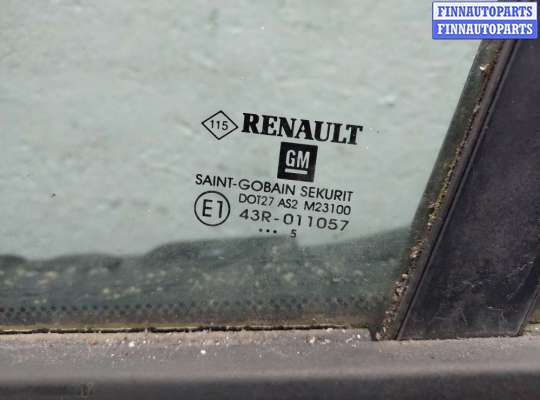 FINNAUTOPARTS
FINNAUTOPARTS
115 RENAULT
GM
SAINT-GOBAIN SEKURIT
DOT27 AS2 M23100
E1 43R-011057
... 5